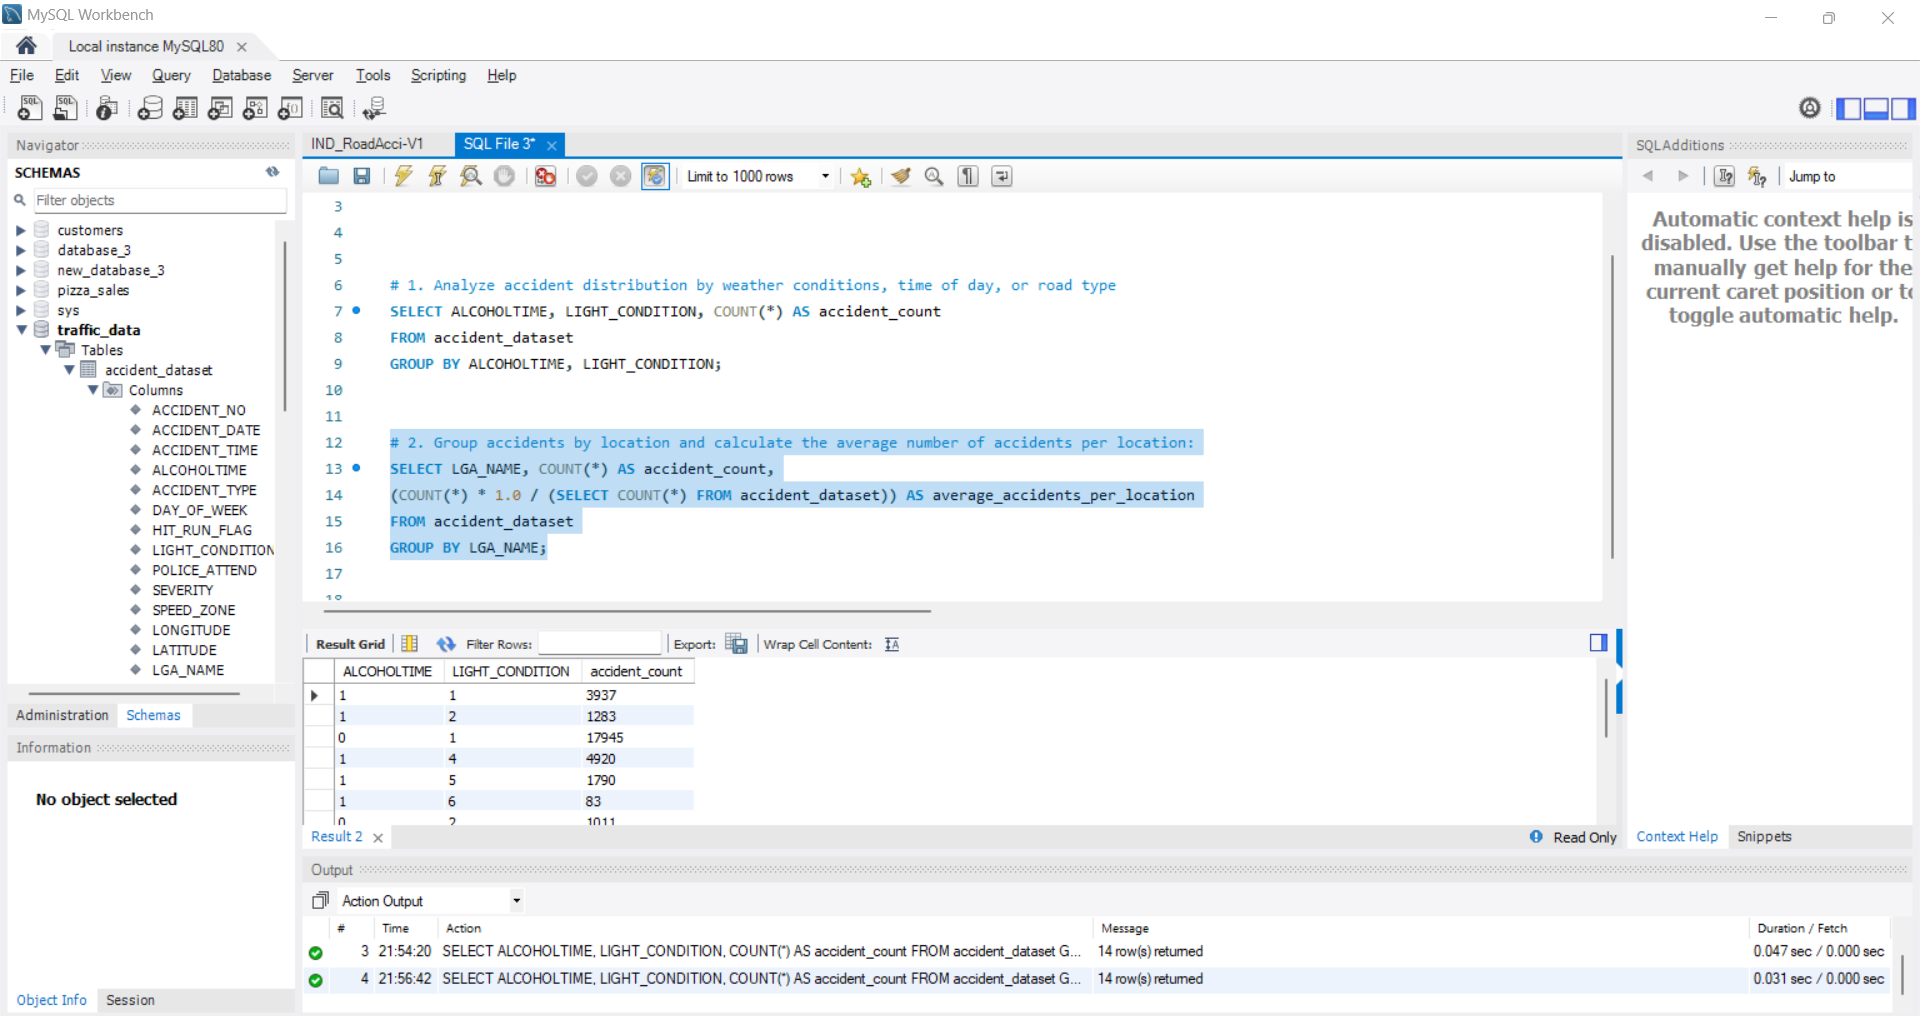 MySQL Workbench
Local instance MySQL80
File Edit View Query Database Server Tools Scripting Help
Navigator
SCHEMAS
Filter objects
customers
database_3
new_database_3
pizza_sales
sys
traffic_data
Tables
accident_dataset
Columns
ACCIDENT_NO
ACCIDENT_DATE
ACCIDENT_TIME
ALCOHOLTIME
ACCIDENT_TYPE
DAY_OF_WEEK
HIT_RUN_FLAG
LIGHT_CONDITION
POLICE_ATTEND
SEVERITY
SPEED_ZONE
LONGITUDE
LATITUDE
LGA_NAME
Administration Schemas
Information
No object selected
Object Info Session
IND_RoadAcci-V1 SQL File 3*
Limit to 1000 rows
3
4
5
6 # 1. Analyze accident distribution by weather conditions, time of day, or road type
7 SELECT ALCOHOLTIME, LIGHT_CONDITION, COUNT(*) AS accident_count
8 FROM accident_dataset
9 GROUP BY ALCOHOLTIME, LIGHT_CONDITION;
10
11
12 # 2. Group accidents by location and calculate the average number of accidents per location:
13 SELECT LGA_NAME, COUNT(*) AS accident_count,
14 (COUNT(*) * 1.0 / (SELECT COUNT(*) FROM accident_dataset)) AS average_accidents_per_location
15 FROM accident_dataset
16 GROUP BY LGA_NAME;
17
18
Result Grid Filter Rows: Export: Wrap Cell Content:
ALCOHOLTIME LIGHT_CONDITION accident_count
1 1 3937
1 2 1283
0 1 17945
1 4 4920
1 5 1790
1 6 83
0 2 1011
Result 2
Read Only
Output
Action Output
# Time Action Message Duration / Fetch
3 21:54:20 SELECT ALCOHOLTIME, LIGHT_CONDITION, COUNT(*) AS accident_count FROM accident_dataset G... 14 row(s) returned 0.047 sec / 0.000 sec
4 21:56:42 SELECT ALCOHOLTIME, LIGHT_CONDITION, COUNT(*) AS accident_count FROM accident_dataset G... 14 row(s) returned 0.031 sec / 0.000 sec
SQLAdditions
Jump to
Automatic context help is
disabled. Use the toolbar t
manually get help for the
current caret position or to
toggle automatic help.
Context Help Snippets